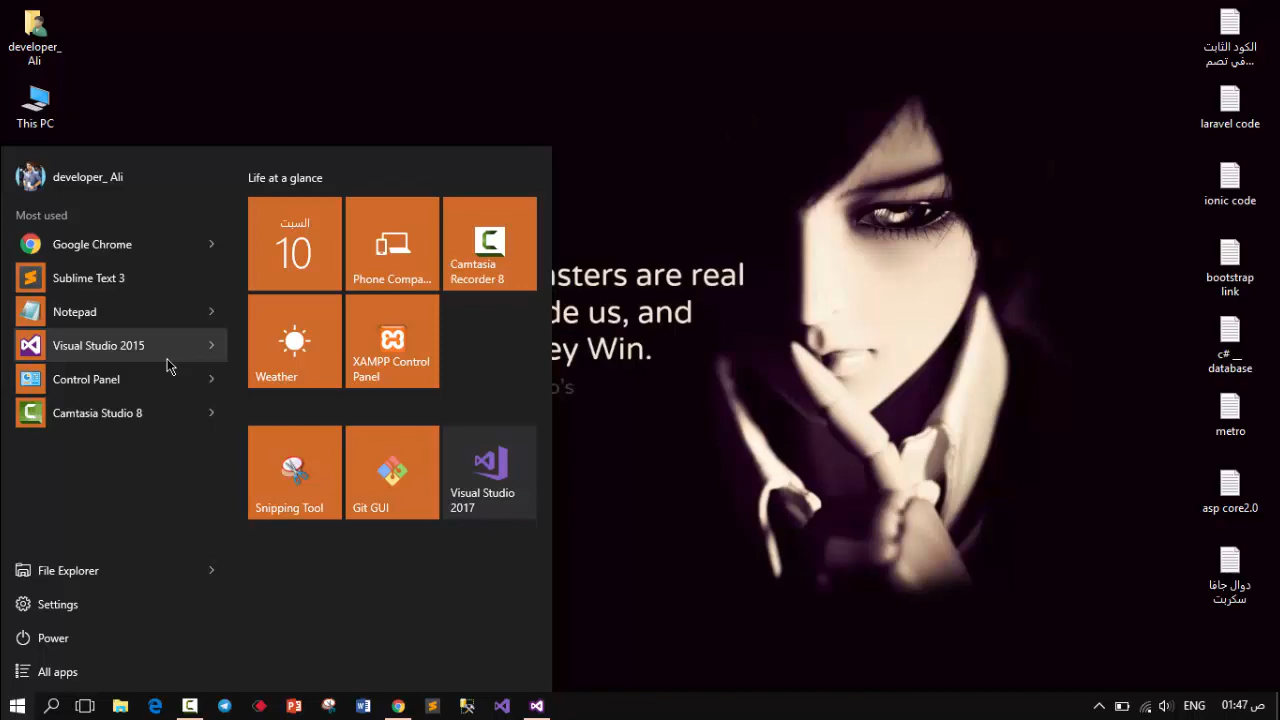 developer_
Ali
This PC
developer_ Ali
Most used
Google Chrome
Sublime Text 3
Notepad
Visual Studio 2015
Control Panel
Camtasia Studio 8
File Explorer
Settings
Power
All apps
Life at a glance
السبت
10
Phone Compa...
Camtasia
Recorder 8
Weather
XAMPP Control
Panel
Snipping Tool
Git GUI
Visual Studio
2017
asters are real
de us, and
ey Win.
o's
الكود الثابت
في تصم...
laravel code
ionic code
bootstrap
link
c# __
database
metro
asp core2.0
دوال جافا
سكربت
ENG
01:47 ص